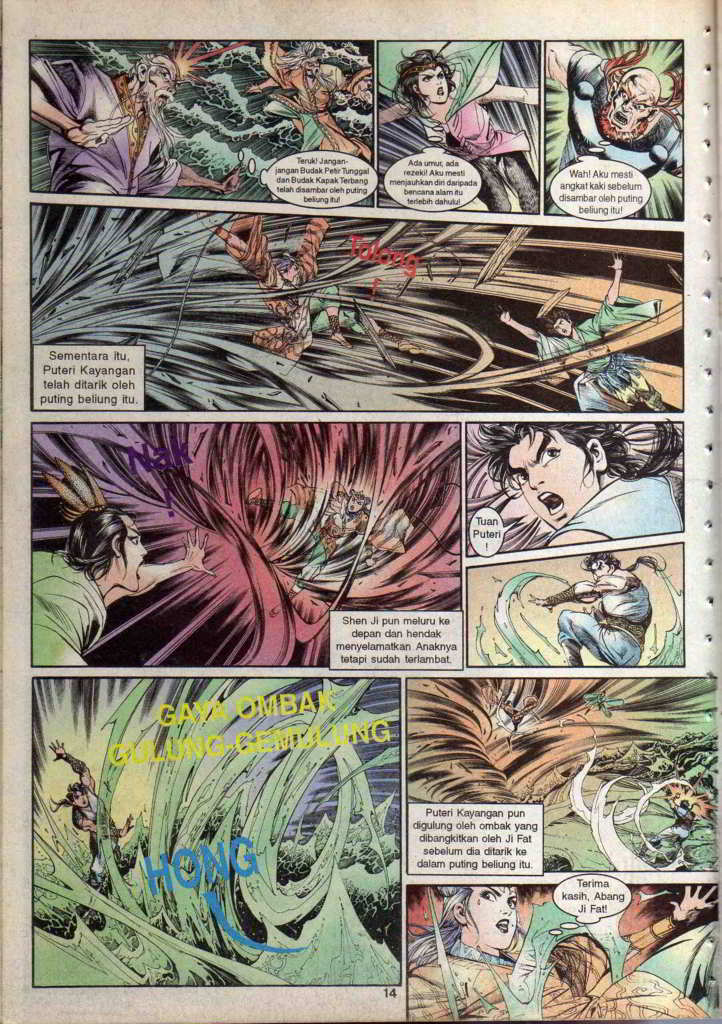 Teruk! Jangan-
jangan Budak Petir Tunggal
dan Budak Kapak Terbang
telah disambar oleh puting
beliung itu!
Ada umur, ada
rezeki! Aku mesti
menjauhkan diri daripada
bencana alam itu
terlebih dahulu!
Wah! Aku mesti
angkat kaki sebelum
disambar oleh puting
beliung itu!
Tolong
!
Sementara itu,
Puteri Kayangan
telah ditarik oleh
puting beliung itu.
Nak
!
Shen Ji pun meluru ke
depan dan hendak
menyelamatkan Anaknya
tetapi sudah terlambat.
Tuan
Puteri
!
GAYA OMBAK
GULUNG-GEMULUNG
HONG
Puteri Kayangan pun
digulung oleh ombak yang
dibangkitkan oleh Ji Fat
sebelum dia ditarik ke
dalam puting beliung itu.
Terima
kasih, Abang
Ji Fat!
14